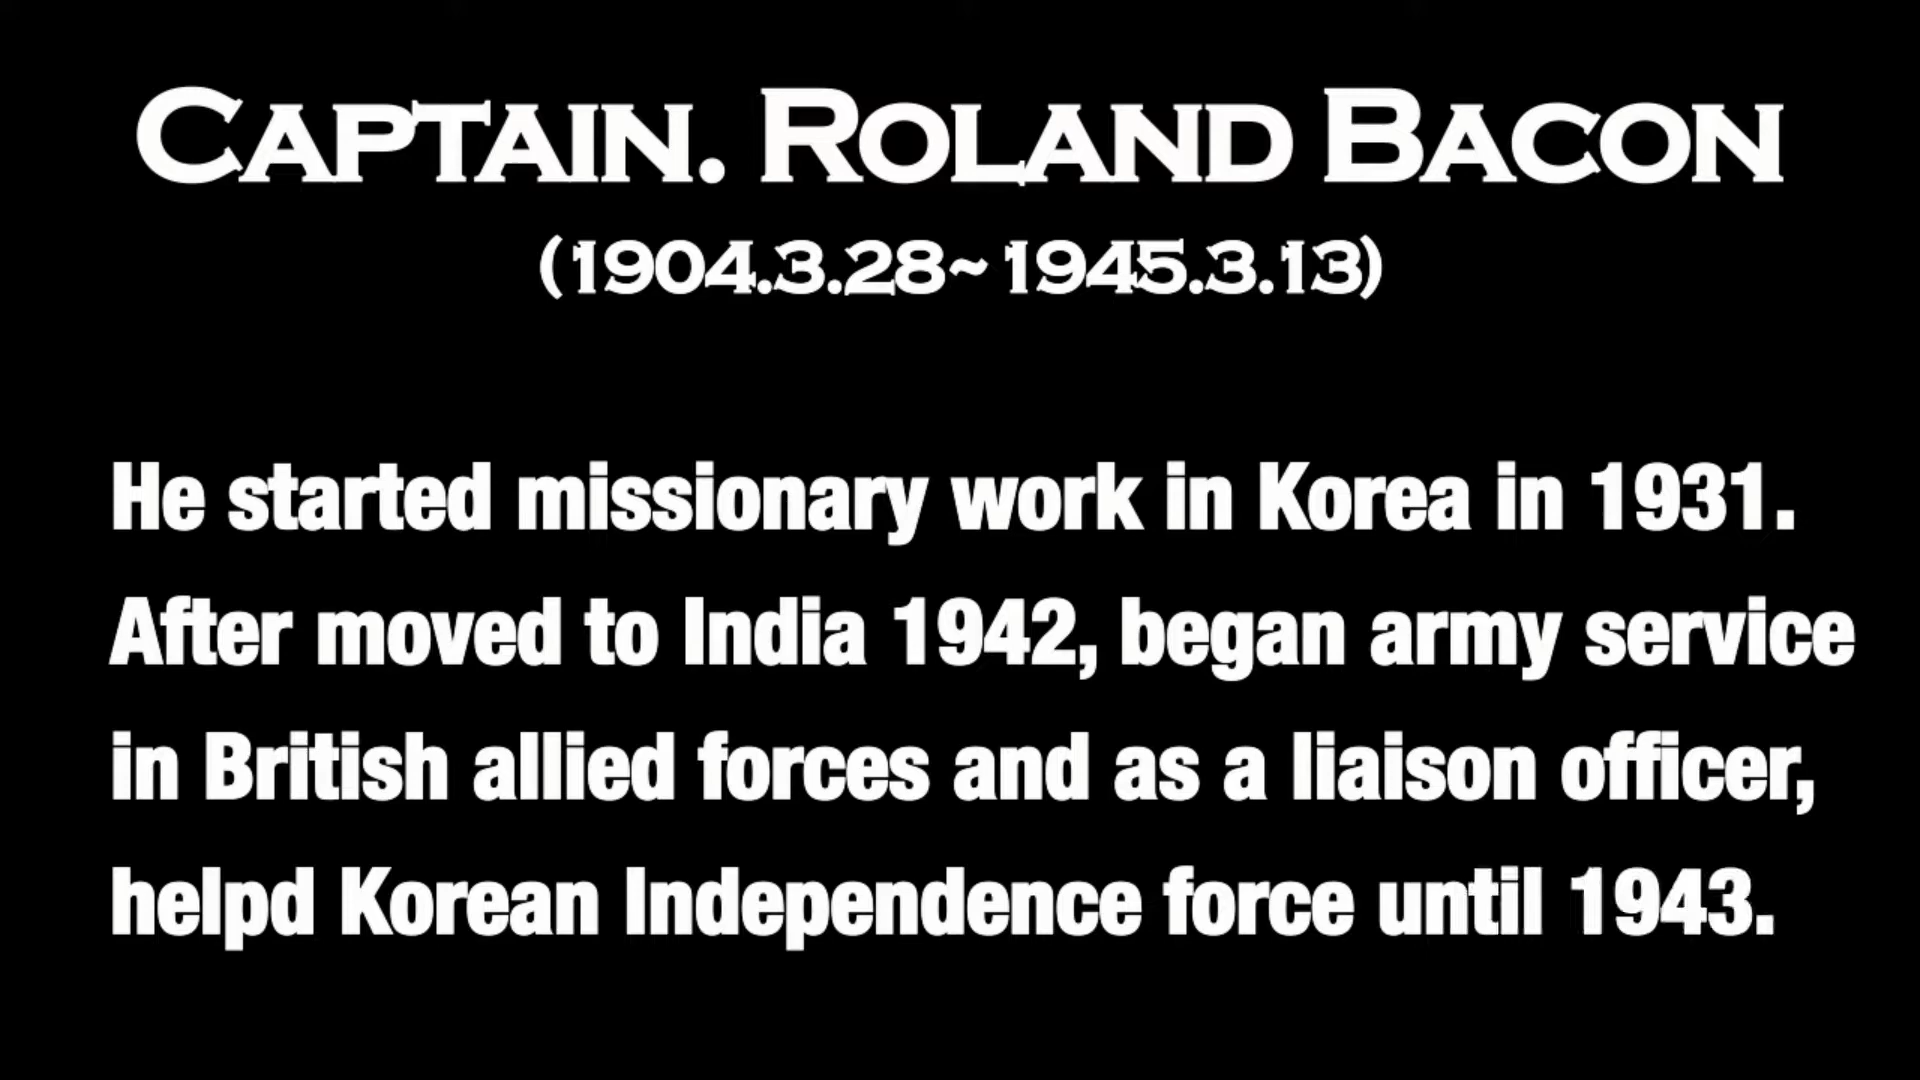 Captain. Roland Bacon
(1904.3.28~1945.3.13)
He started missionary work in Korea in 1931.
After moved to India 1942, began army service
in British allied forces and as a liaison officer,
helpd Korean Independence force until 1943.